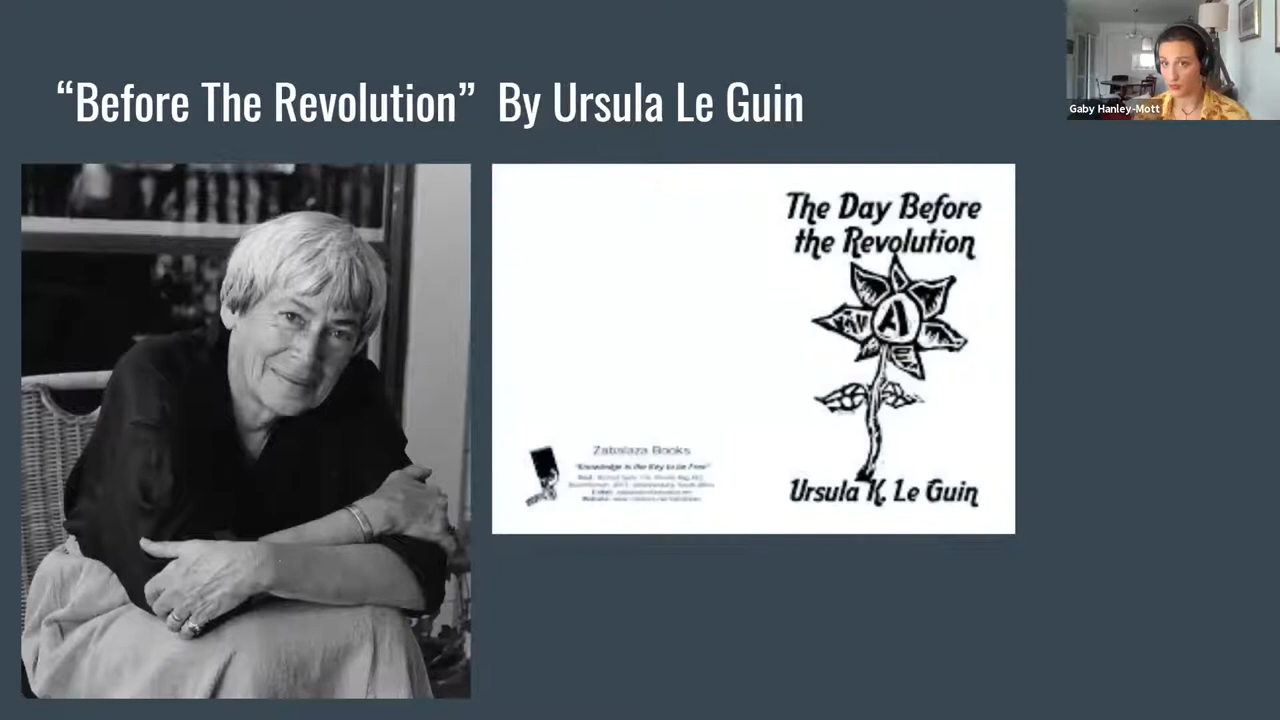 “Before The Revolution” By Ursula Le Guin
Gaby Hanley-Mott
The Day Before
the Revolution
A
Ursula K. Le Guin
Zabalaza Books
"Knowledge is the Key to be Free"